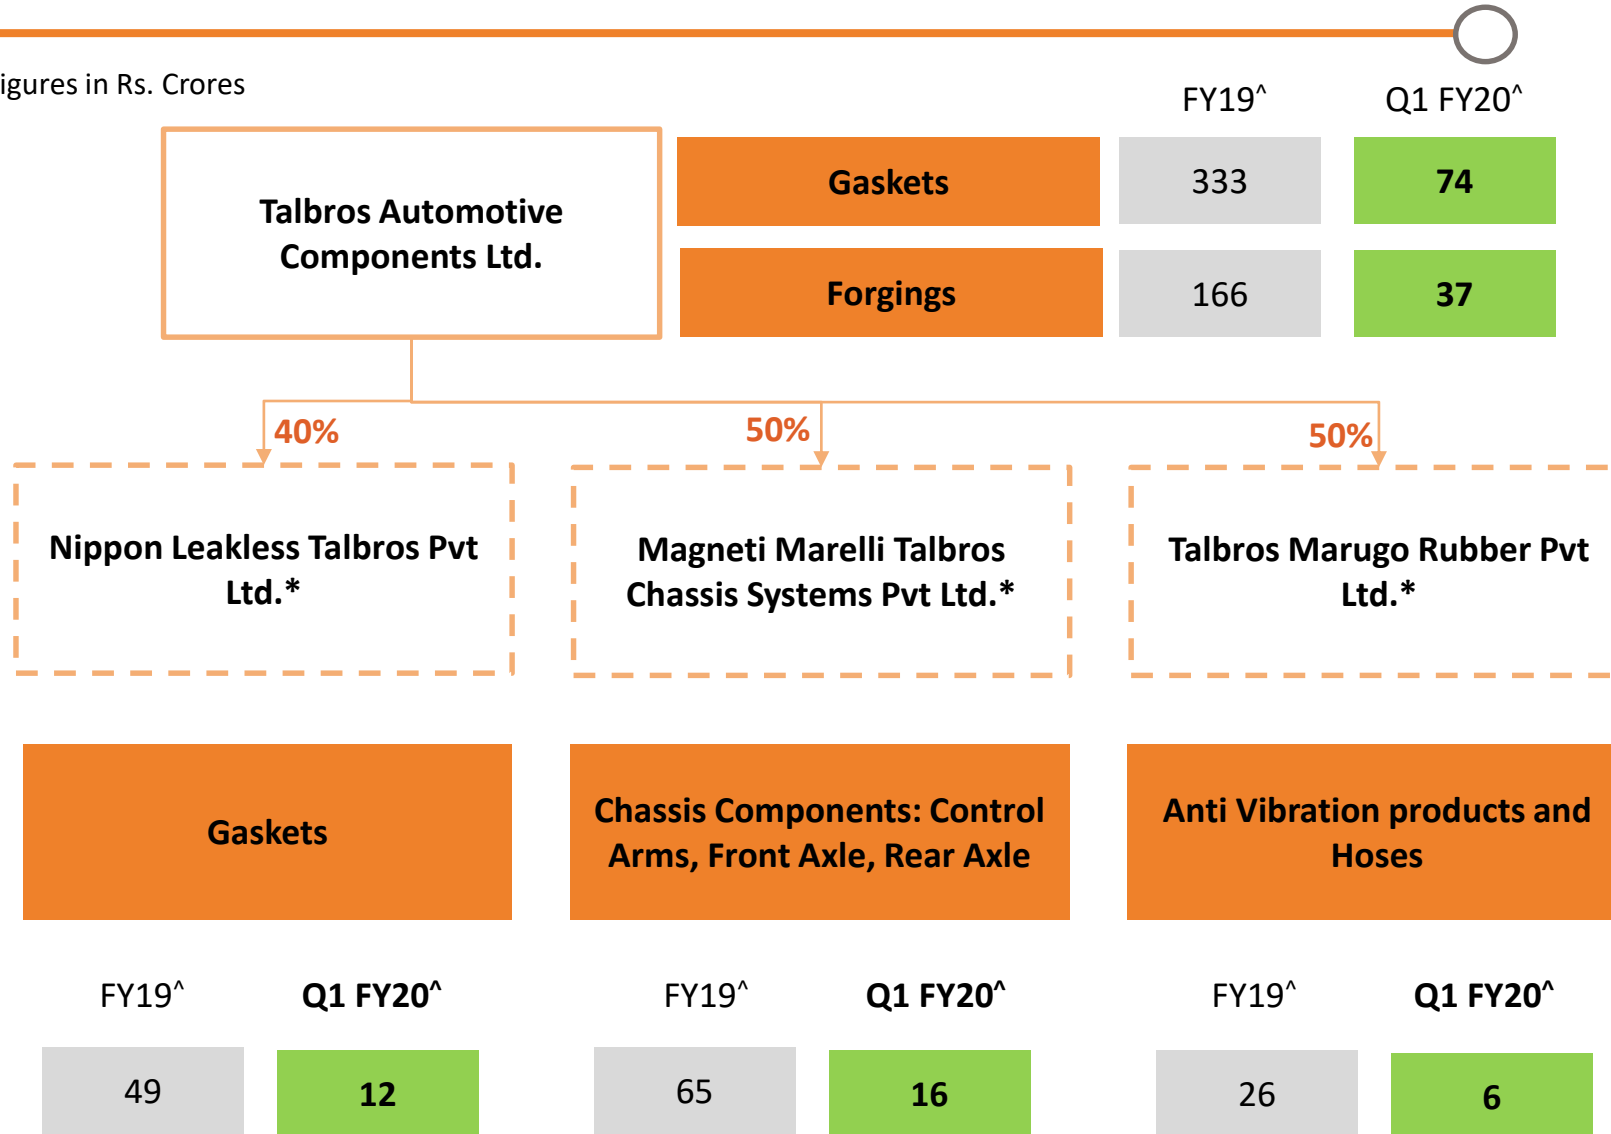 igures in Rs. Crores
FY19^ Q1 FY20^
Talbros Automotive
Components Ltd.
Gaskets 333 74
Forgings 166 37
40% 50% 50%
Nippon Leakless Talbros Pvt
Ltd.*
Magneti Marelli Talbros
Chassis Systems Pvt Ltd.*
Talbros Marugo Rubber Pvt
Ltd.*
Gaskets
Chassis Components: Control
Arms, Front Axle, Rear Axle
Anti Vibration products and
Hoses
FY19^ Q1 FY20^ FY19^ Q1 FY20^ FY19^ Q1 FY20^
49 12 65 16 26 6